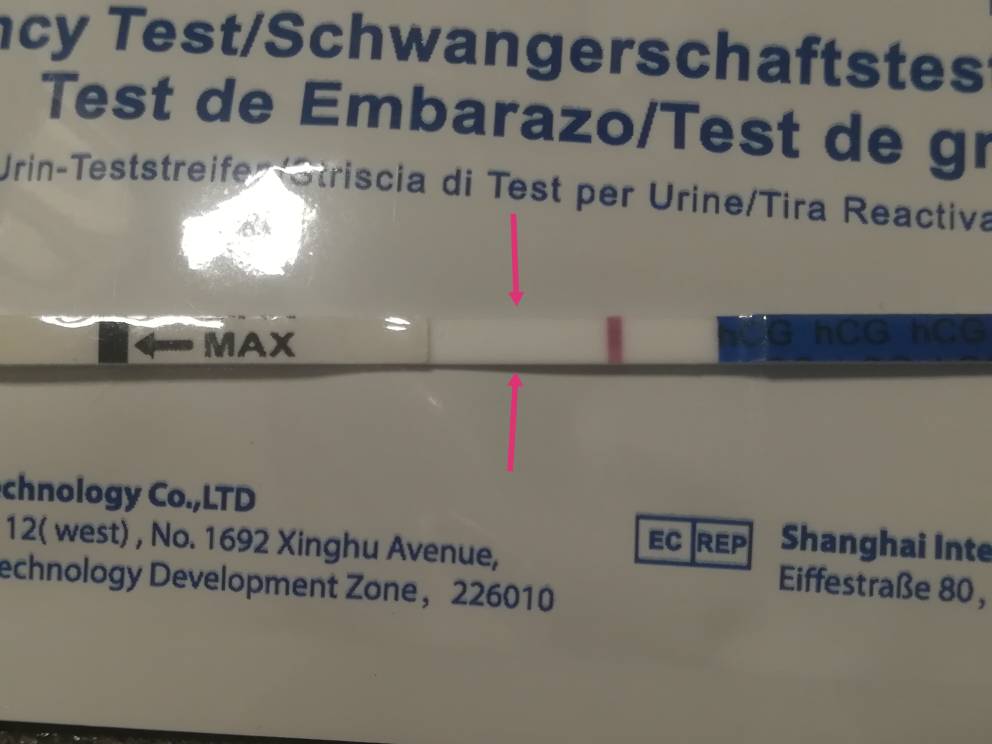 ncy Test/Schwangerschaftstest
Test de Embarazo/Test de gr
Urin-Teststreifen/Striscia di Test per Urine/Tira Reactiva
MAX
hCG hCG hCG
echnology Co.,LTD
12( west) , No. 1692 Xinghu Avenue,
echnology Development Zone，226010
EC REP
Shanghai Inte
Eiffestraße 80,